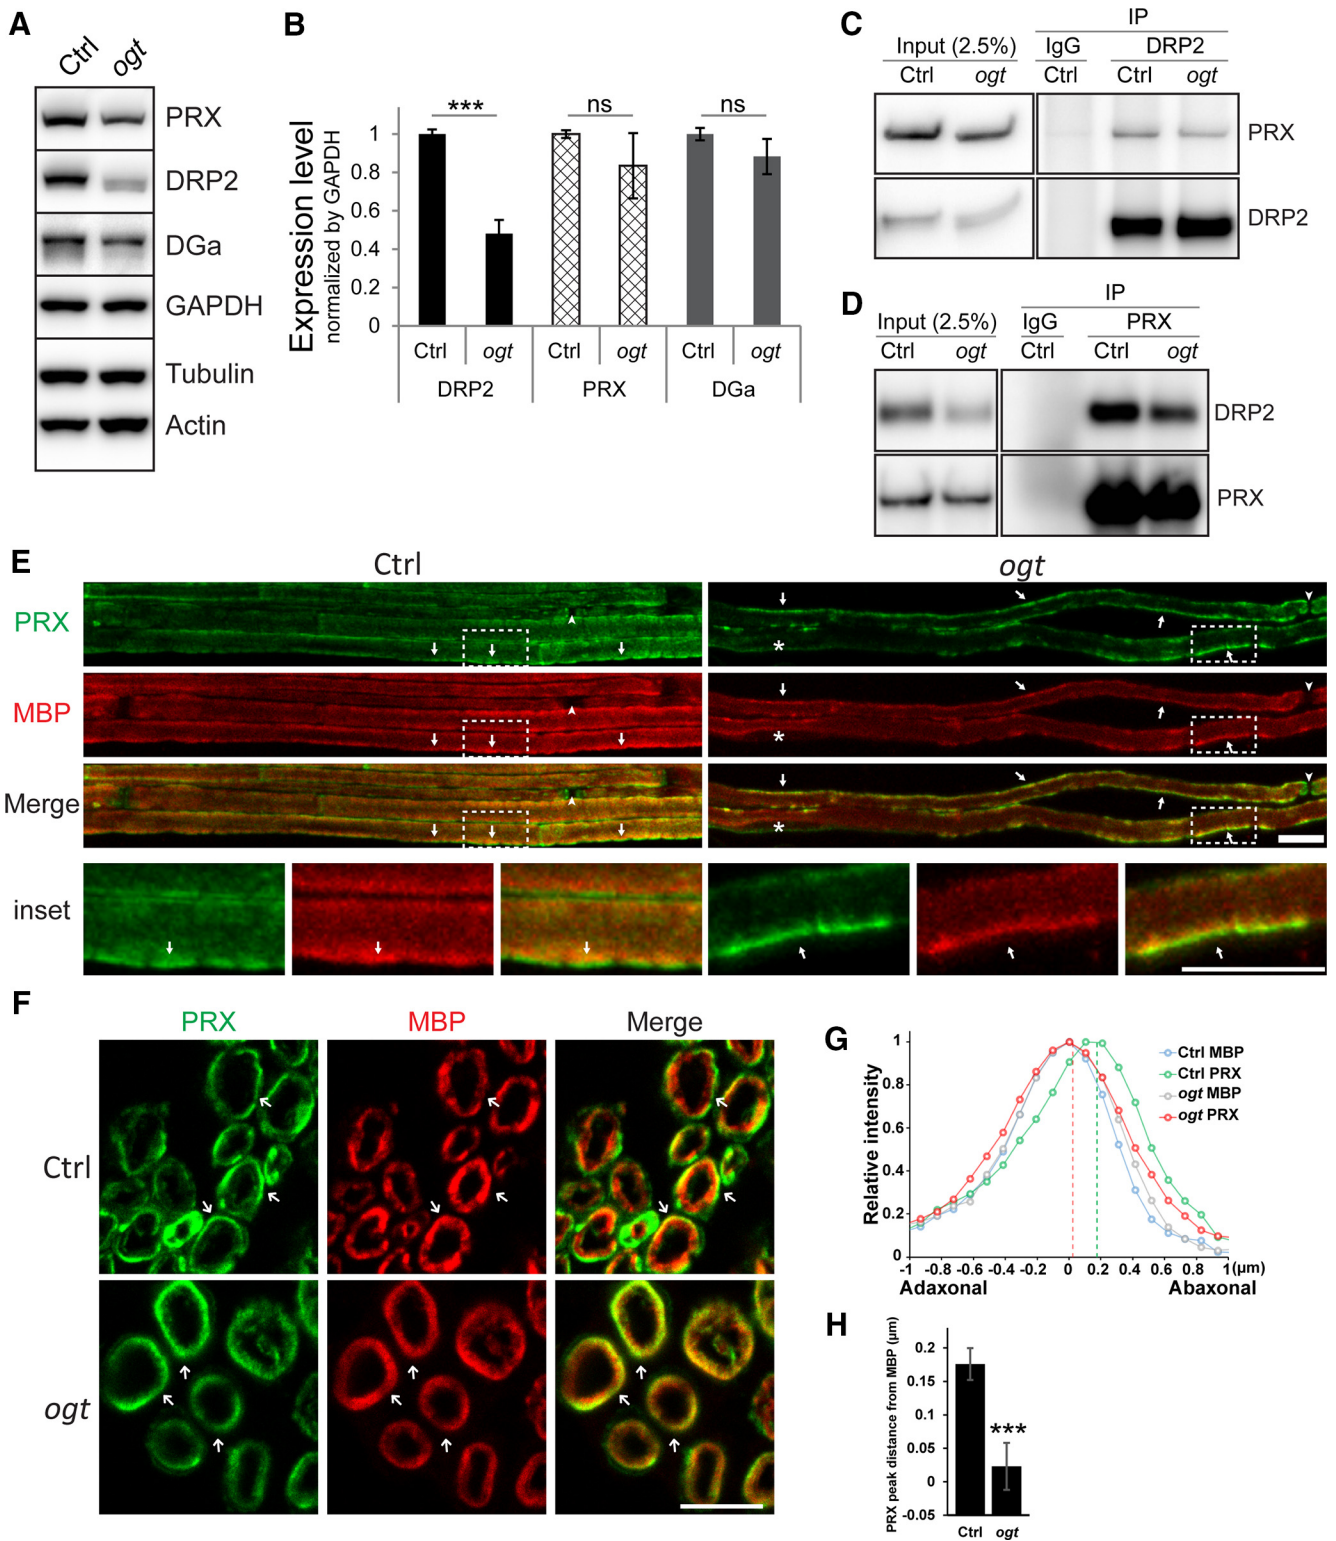 A
Ctrl
ogt
PRX
DRP2
DGa
GAPDH
Tubulin
Actin
B
Expression level
normalized by GAPDH
1
0.8
0.6
0.4
0.2
0
***
ns
ns
Ctrl ogt Ctrl ogt Ctrl ogt
DRP2 PRX DGa
C
IP
Input (2.5%) IgG DRP2
Ctrl ogt Ctrl Ctrl ogt
PRX
DRP2
D
IP
Input (2.5%) IgG PRX
Ctrl ogt Ctrl Ctrl ogt
DRP2
PRX
E
Ctrl ogt
PRX
*
MBP
*
Merge
*
inset
F
PRX MBP Merge
Ctrl
ogt
G
Relative intensity
1
0.8
0.6
0.4
0.2
0
Ctrl MBP
Ctrl PRX
ogt MBP
ogt PRX
-1 -0.8 -0.6 -0.4 -0.2 0 0.2 0.4 0.6 0.8 1 (μm)
Adaxonal Abaxonal
H
PRX peak distance from MBP (μm)
0.2
0.15
0.1
0.05
0
-0.05
***
Ctrl ogt